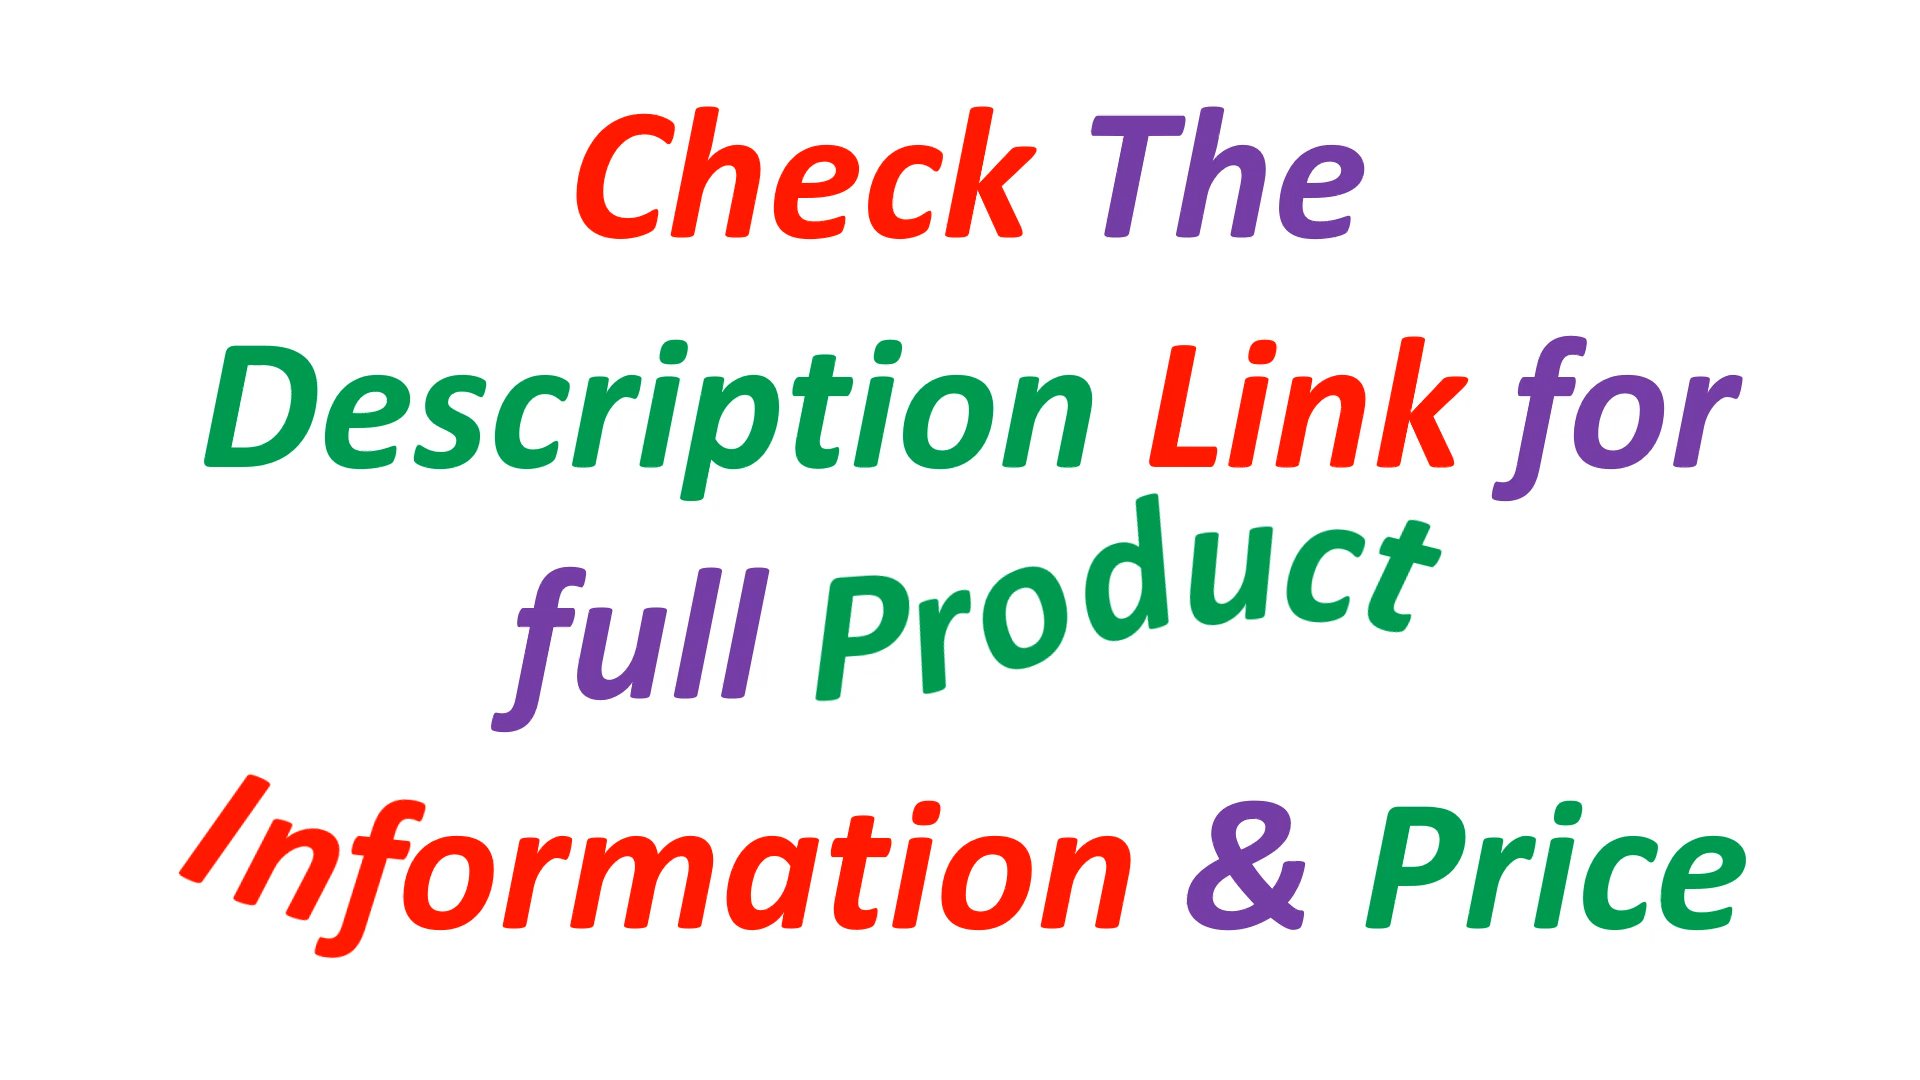 Check The
Description Link for
full Product
Information & Price